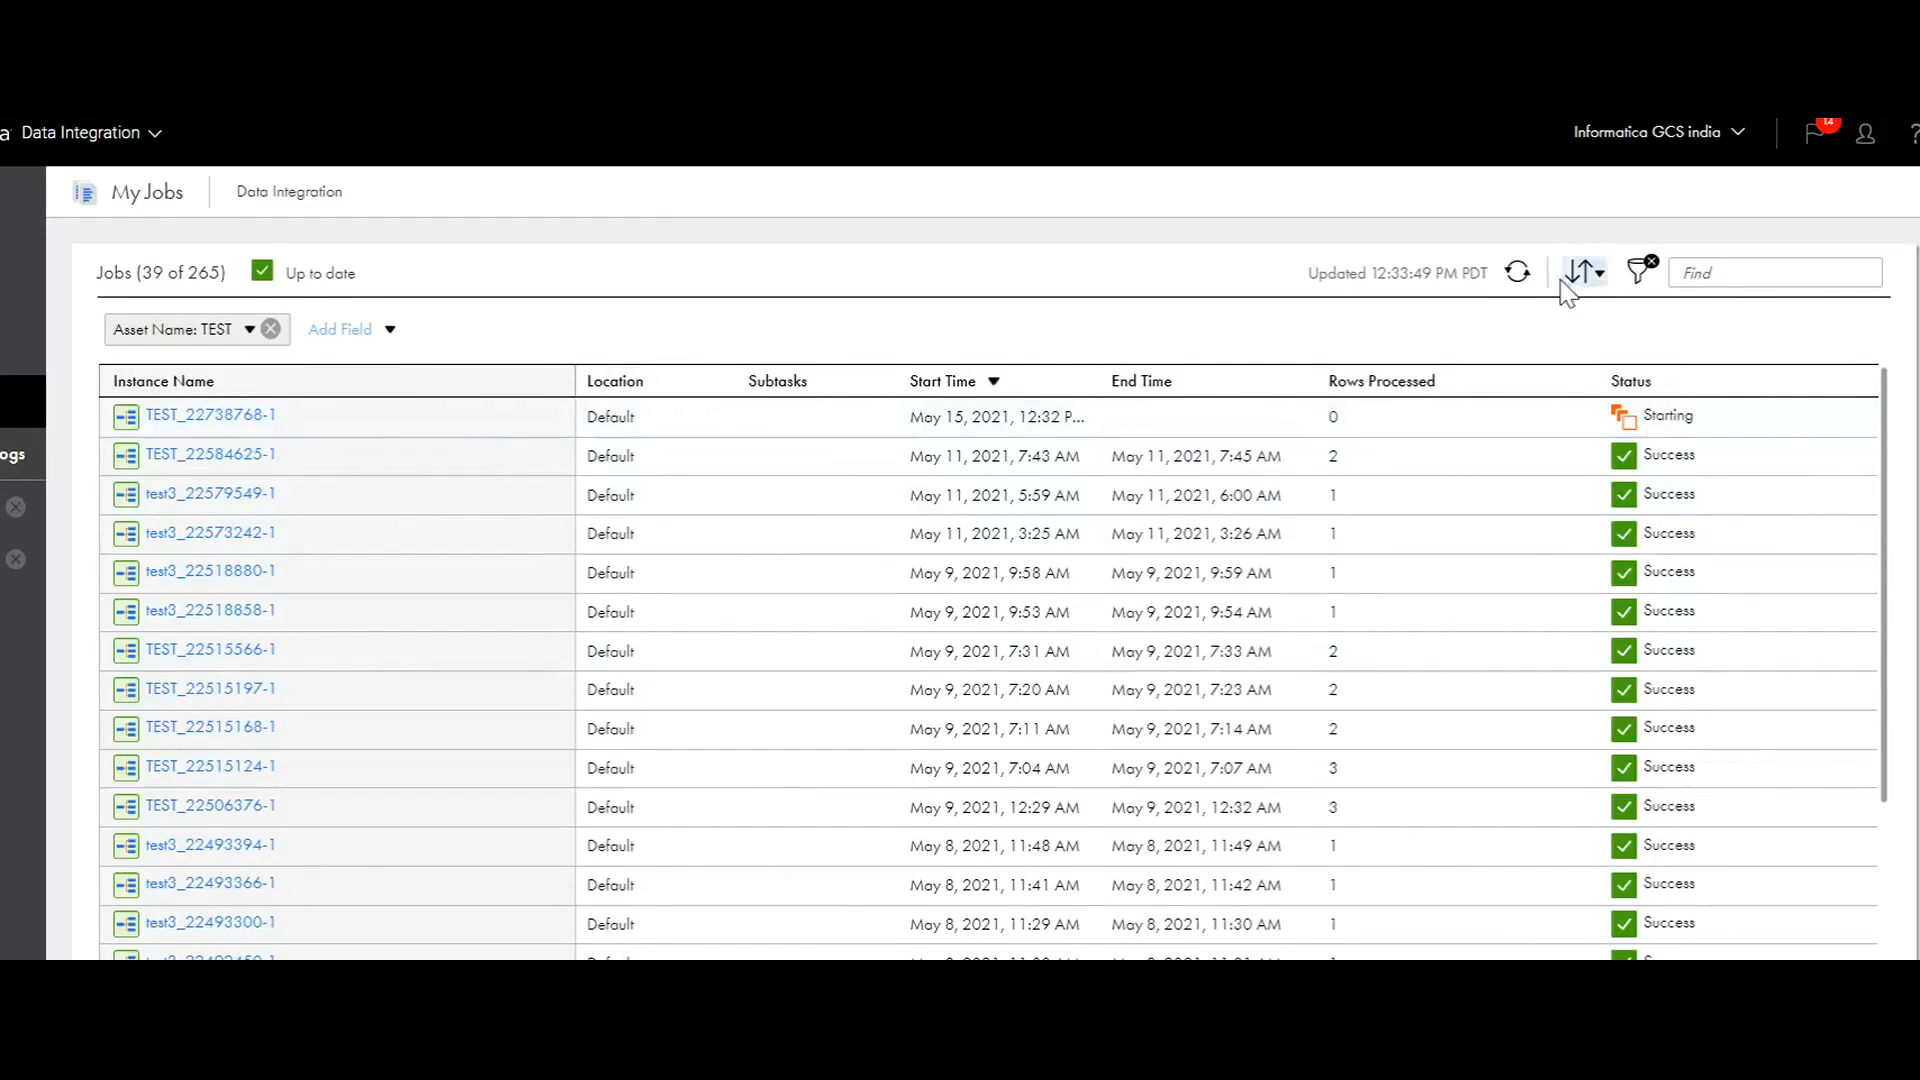 a Data Integration
Informatica GCS india
14
?
My Jobs
Data Integration
Jobs (39 of 265)
Up to date
Updated 12:33:49 PM PDT
Find
Asset Name: TEST
Add Field
Instance Name Location Subtasks Start Time End Time Rows Processed Status
TEST_22738768-1 Default May 15, 2021, 12:32 P... 0 Starting
TEST_22584625-1 Default May 11, 2021, 7:43 AM May 11, 2021, 7:45 AM 2 Success
test3_22579549-1 Default May 11, 2021, 5:59 AM May 11, 2021, 6:00 AM 1 Success
test3_22573242-1 Default May 11, 2021, 3:25 AM May 11, 2021, 3:26 AM 1 Success
test3_22518880-1 Default May 9, 2021, 9:58 AM May 9, 2021, 9:59 AM 1 Success
test3_22518858-1 Default May 9, 2021, 9:53 AM May 9, 2021, 9:54 AM 1 Success
TEST_22515566-1 Default May 9, 2021, 7:31 AM May 9, 2021, 7:33 AM 2 Success
TEST_22515197-1 Default May 9, 2021, 7:20 AM May 9, 2021, 7:23 AM 2 Success
TEST_22515168-1 Default May 9, 2021, 7:11 AM May 9, 2021, 7:14 AM 2 Success
TEST_22515124-1 Default May 9, 2021, 7:04 AM May 9, 2021, 7:07 AM 3 Success
TEST_22506376-1 Default May 9, 2021, 12:29 AM May 9, 2021, 12:32 AM 3 Success
test3_22493394-1 Default May 8, 2021, 11:48 AM May 8, 2021, 11:49 AM 1 Success
test3_22493366-1 Default May 8, 2021, 11:41 AM May 8, 2021, 11:42 AM 1 Success
test3_22493300-1 Default May 8, 2021, 11:29 AM May 8, 2021, 11:30 AM 1 Success
ogs